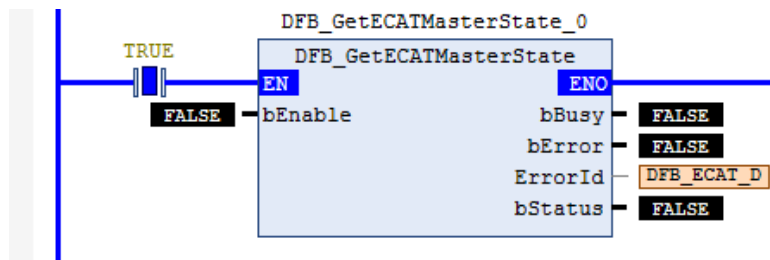 DFB_GetECATMasterState_0
TRUE
DFB_GetECATMasterState
EN ENO
FALSE bEnable bBusy FALSE
bError FALSE
ErrorId DFB_ECAT_D
bStatus FALSE